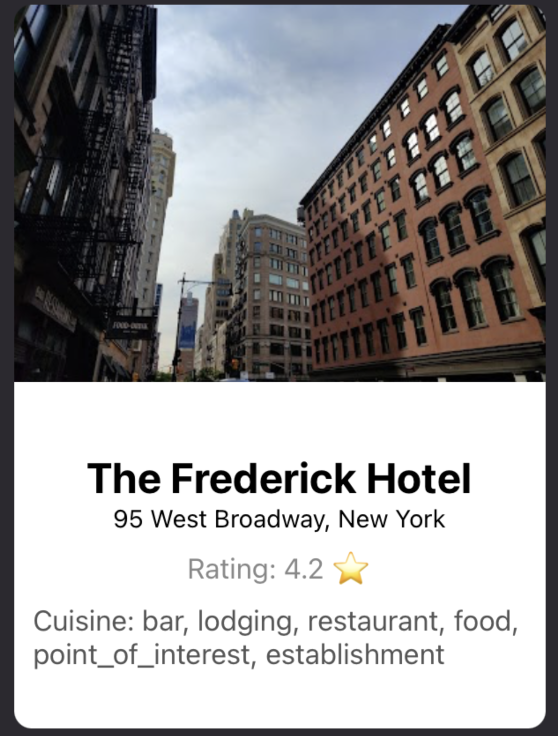 The Frederick Hotel
95 West Broadway, New York
Rating: 4.2 ⭐
Cuisine: bar, lodging, restaurant, food,
point_of_interest, establishment